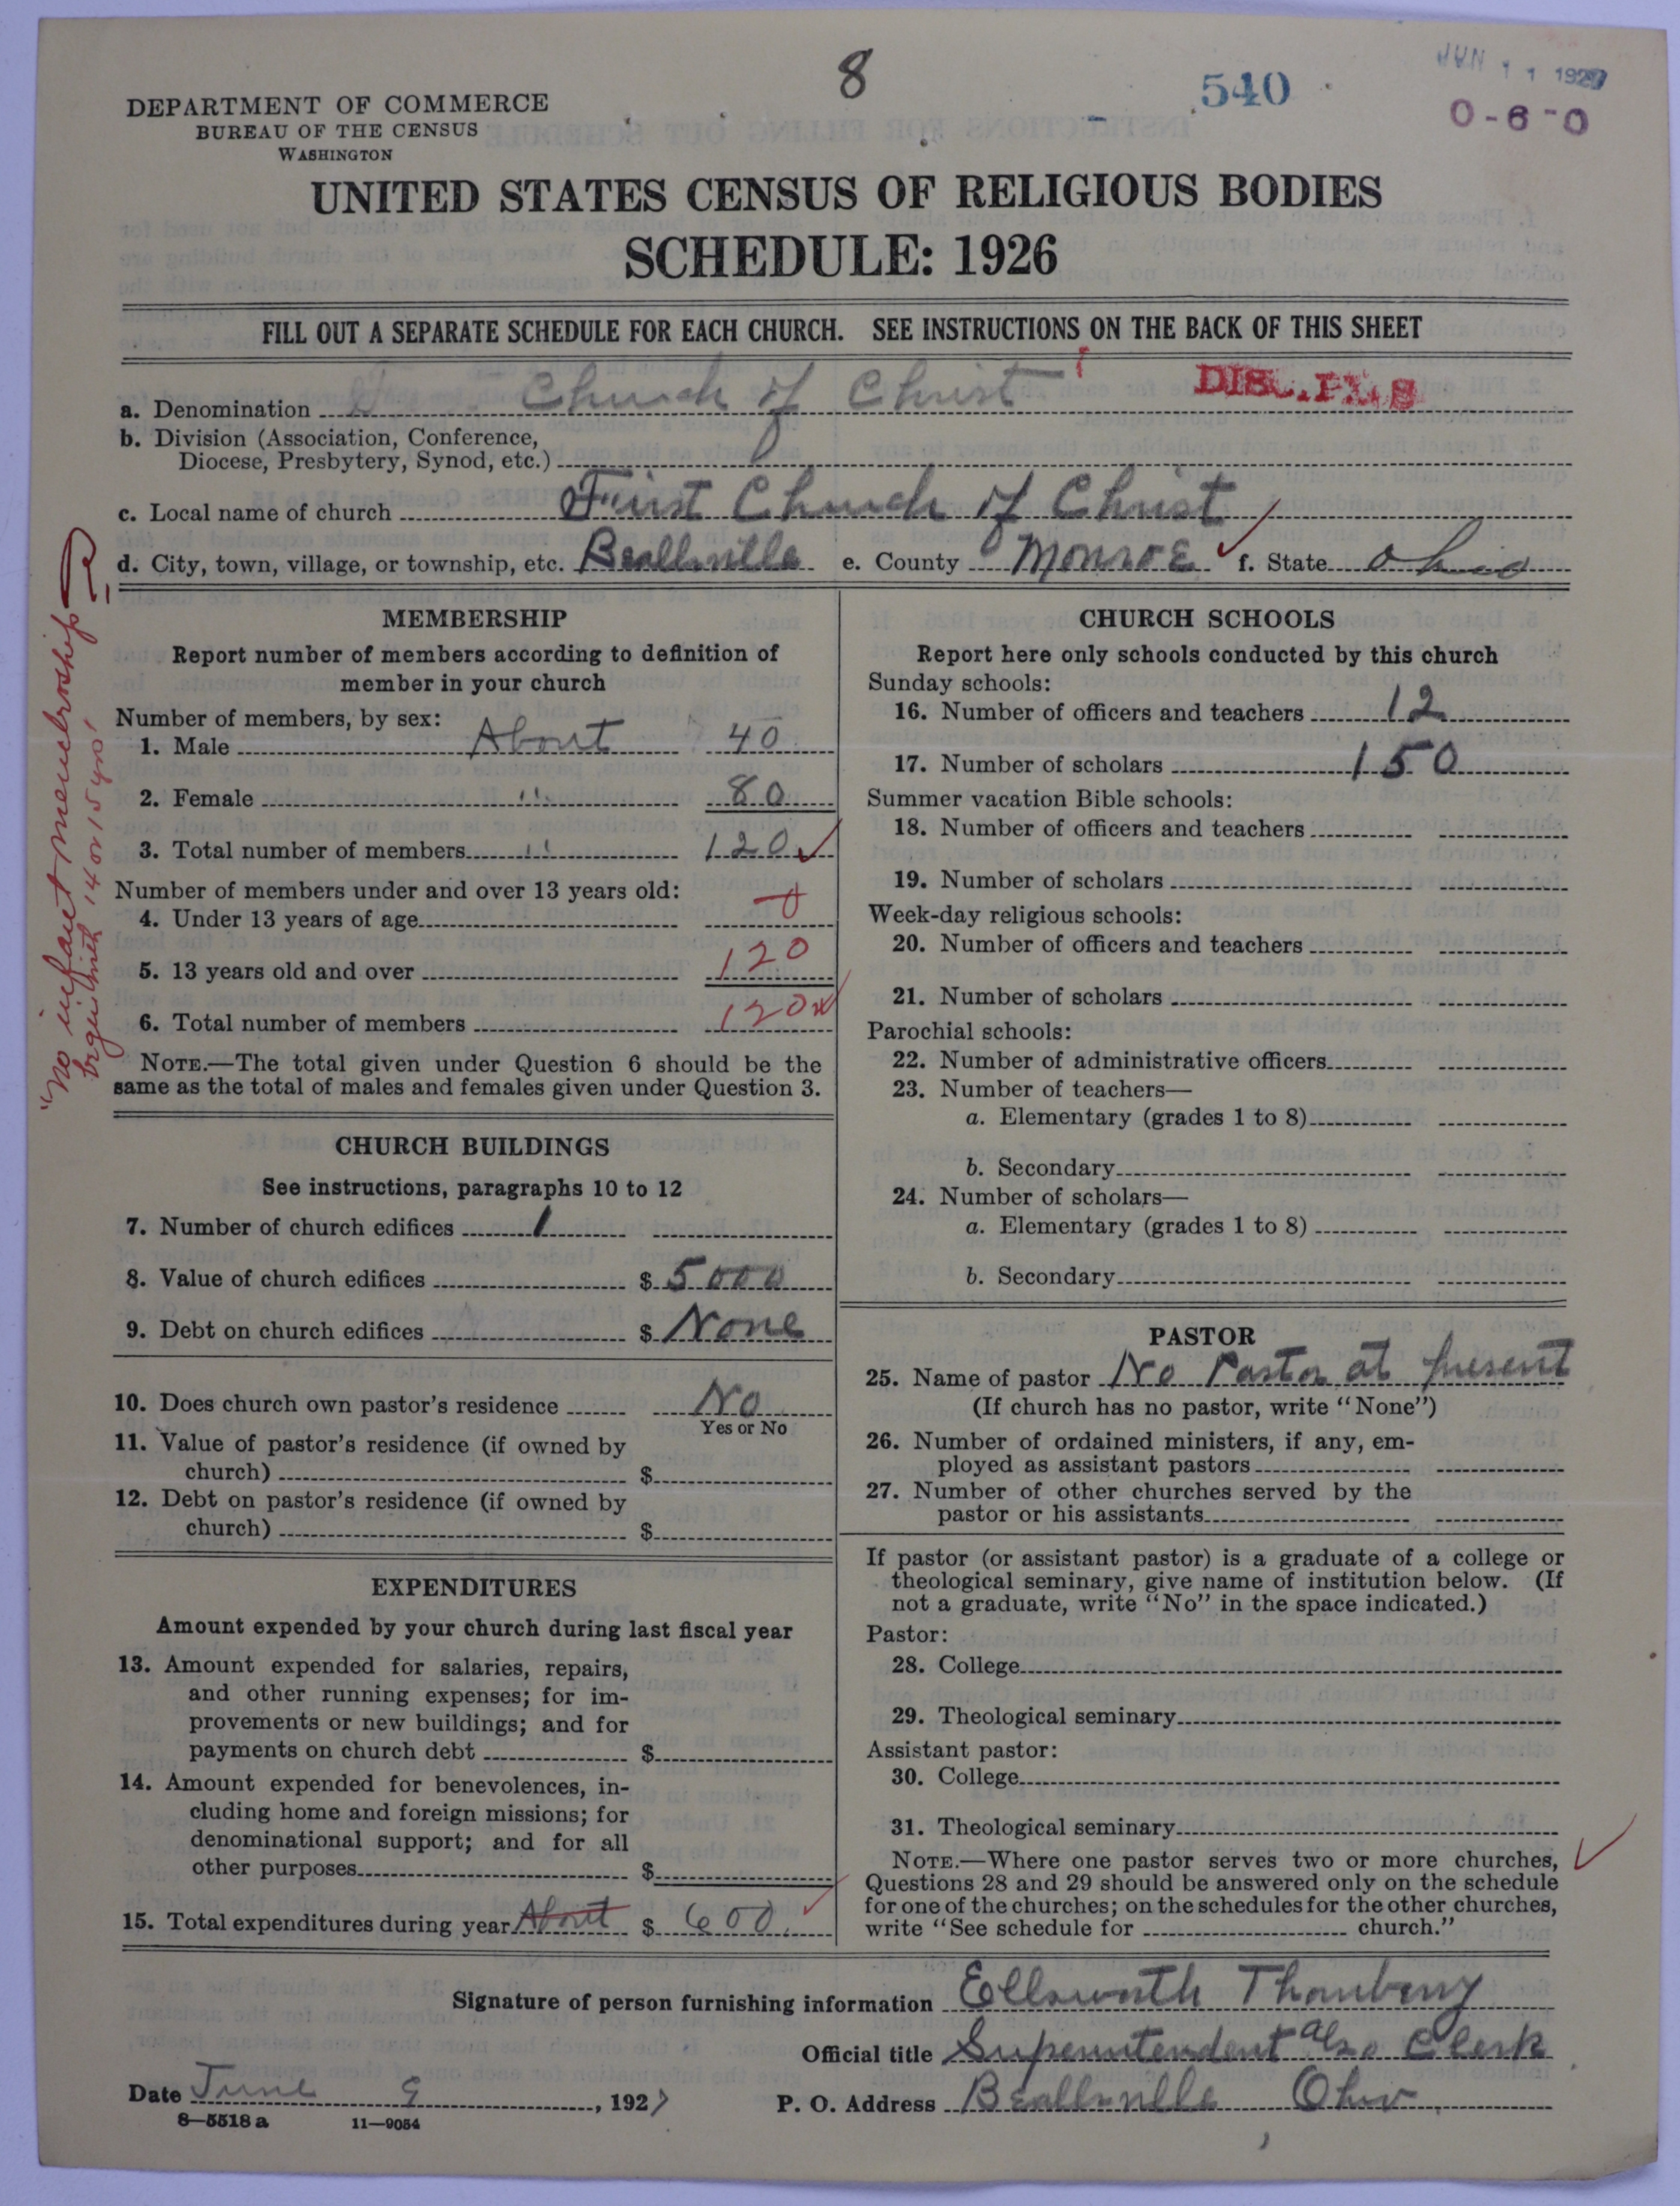 8
540
JUN 11 1927
0-6-0
DEPARTMENT OF COMMERCE
BUREAU OF THE CENSUS
WASHINGTON
UNITED STATES CENSUS OF RELIGIOUS BODIES
SCHEDULE: 1926
FILL OUT A SEPARATE SCHEDULE FOR EACH CHURCH. SEE INSTRUCTIONS ON THE BACK OF THIS SHEET
a. Denomination Church of Christ
b. Division (Association, Conference,
Diocese, Presbytery, Synod, etc.)
c. Local name of church First Church of Christ
d. City, town, village, or township, etc. Beallsville e. County Monroe f. State Ohio
"No infant membership
begin with 14 or 15 yrs"
MEMBERSHIP
Report number of members according to definition of
member in your church
Number of members, by sex:
1. Male About 40
2. Female " 80
3. Total number of members " 120
Number of members under and over 13 years old:
4. Under 13 years of age 0
5. 13 years old and over 120
6. Total number of members 120
NOTE.—The total given under Question 6 should be the
same as the total of males and females given under Question 3.
CHURCH BUILDINGS
See instructions, paragraphs 10 to 12
7. Number of church edifices 1
8. Value of church edifices $ 5000
9. Debt on church edifices $ None
10. Does church own pastor's residence No
Yes or No
11. Value of pastor's residence (if owned by
church) $
12. Debt on pastor's residence (if owned by
church) $
EXPENDITURES
Amount expended by your church during last fiscal year
13. Amount expended for salaries, repairs,
and other running expenses; for im-
provements or new buildings; and for
payments on church debt $
14. Amount expended for benevolences, in-
cluding home and foreign missions; for
denominational support; and for all
other purposes $
15. Total expenditures during year About $ 600
CHURCH SCHOOLS
Report here only schools conducted by this church
Sunday schools:
16. Number of officers and teachers 12
17. Number of scholars 150
Summer vacation Bible schools:
18. Number of officers and teachers
19. Number of scholars
Week-day religious schools:
20. Number of officers and teachers
21. Number of scholars
Parochial schools:
22. Number of administrative officers
23. Number of teachers—
a. Elementary (grades 1 to 8)
b. Secondary
24. Number of scholars—
a. Elementary (grades 1 to 8)
b. Secondary
PASTOR
25. Name of pastor No Pastor at present
(If church has no pastor, write "None")
26. Number of ordained ministers, if any, em-
ployed as assistant pastors
27. Number of other churches served by the
pastor or his assistants
If pastor (or assistant pastor) is a graduate of a college or
theological seminary, give name of institution below. (If
not a graduate, write "No" in the space indicated.)
Pastor:
28. College
29. Theological seminary
Assistant pastor:
30. College
31. Theological seminary
NOTE.—Where one pastor serves two or more churches,
Questions 28 and 29 should be answered only on the schedule
for one of the churches; on the schedules for the other churches,
write "See schedule for church."
Signature of person furnishing information Ellsworth Thornberry
Official title Superintendent also Clerk
Date June 9, 1927 P. O. Address Beallsville Ohio
8—5518 a 11—9054